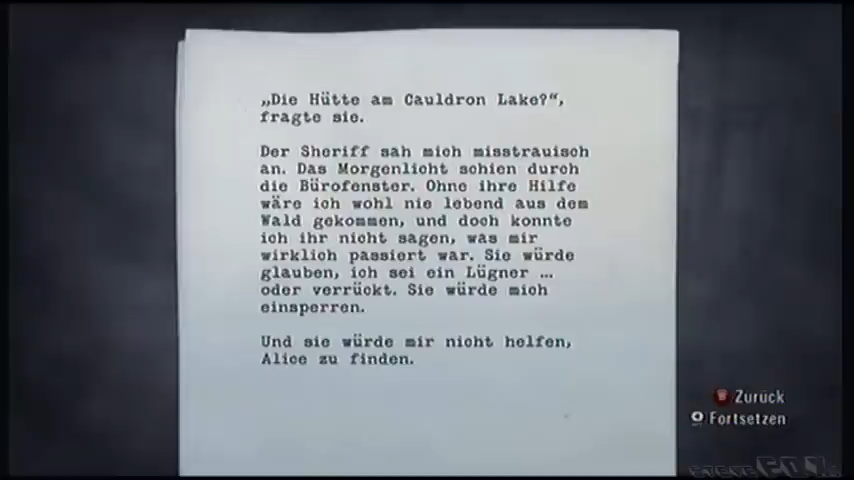 „Die Hütte am Cauldron Lake?“,
fragte sie.
Der Sheriff sah mich misstrauisch
an. Das Morgenlicht schien durch
die Bürofenster. Ohne ihre Hilfe
wäre ich wohl nie lebend aus dem
Wald gekommen, und doch konnte
ich ihr nicht sagen, was mir
wirklich passiert war. Sie würde
glauben, ich sei ein Lügner …
oder verrückt. Sie würde mich
einsperren.
Und sie würde mir nicht helfen,
Alice zu finden.
Zurück
Fortsetzen